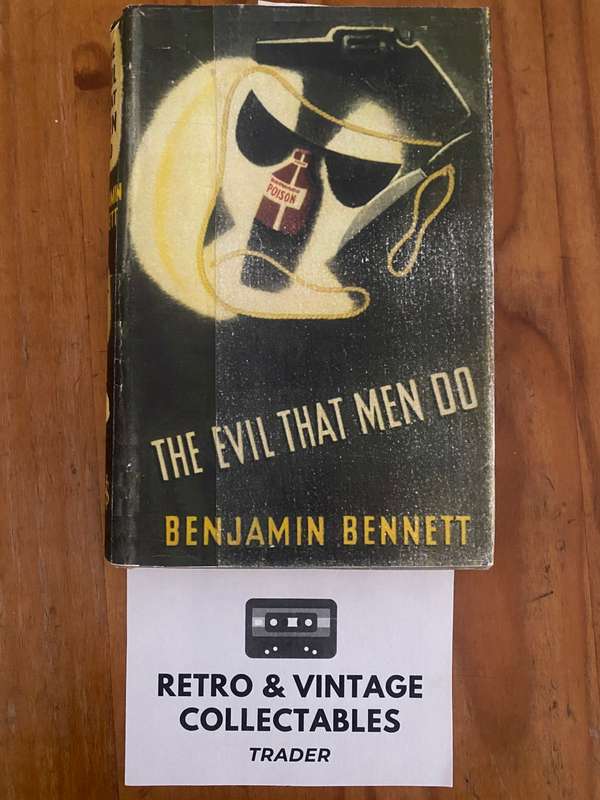 POISON
THE EVIL THAT MEN DO
BENJAMIN BENNETT
RETRO & VINTAGE
COLLECTABLES
TRADER